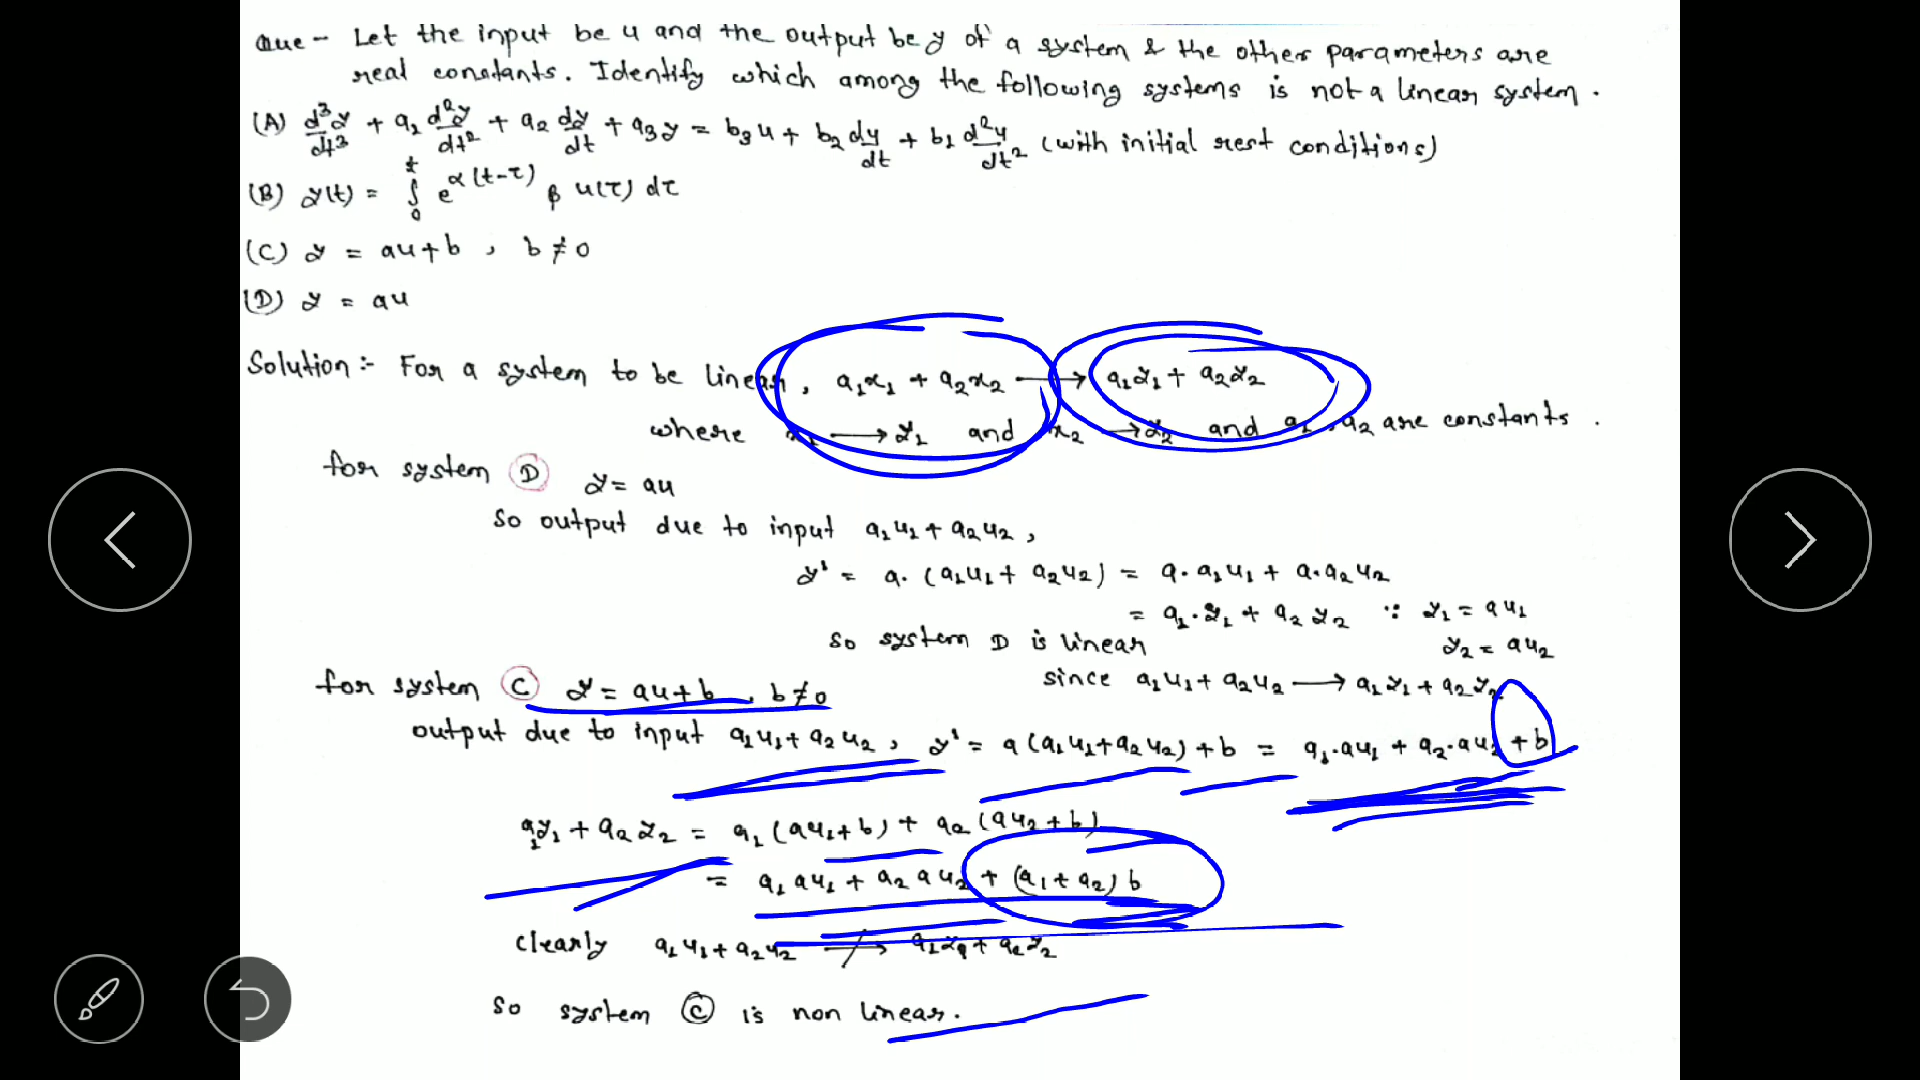 Que - Let the input be u and the output be y of a system & the other parameters are
real constants. Identify which among the following systems is not a linear system.
(A) d³y/dt³ + a₁ d²y/dt² + a₂ dy/dt + a₃y = b₃u + b₂ du/dt + b₁ d²u/dt² (with initial rest conditions)
(B) y(t) = ∫₀ᵗ e^α(t-τ) β u(τ) dτ
(C) y = au+b , b ≠ 0
(D) y = au
Solution :- For a system to be linear, a₁x₁ + a₂x₂ → a₁y₁ + a₂y₂
where x₁ → y₁ and x₂ → y₂ and a₁, a₂ are constants.
for system (D) y = au
So output due to input a₁u₁ + a₂u₂,
y' = a.(a₁u₁ + a₂u₂) = a.a₁u₁ + a.a₂u₂
= a₁.y₁ + a₂y₂ ∵ y₁ = au₁
So system D is linear y₂ = au₂
since a₁u₁ + a₂u₂ → a₁y₁ + a₂y₂
for system (C) y = au+b, b ≠ 0
output due to input a₁u₁ + a₂u₂, y' = a(a₁u₁+a₂u₂) + b = a₁.au₁ + a₂.au₂ + b
a₁y₁ + a₂y₂ = a₁(au₁+b) + a₂(au₂+b)
= a₁au₁ + a₂au₂ + (a₁+a₂)b
clearly a₁u₁ + a₂u₂ ↛ a₁y₁ + a₂y₂
So system (C) is non linear.